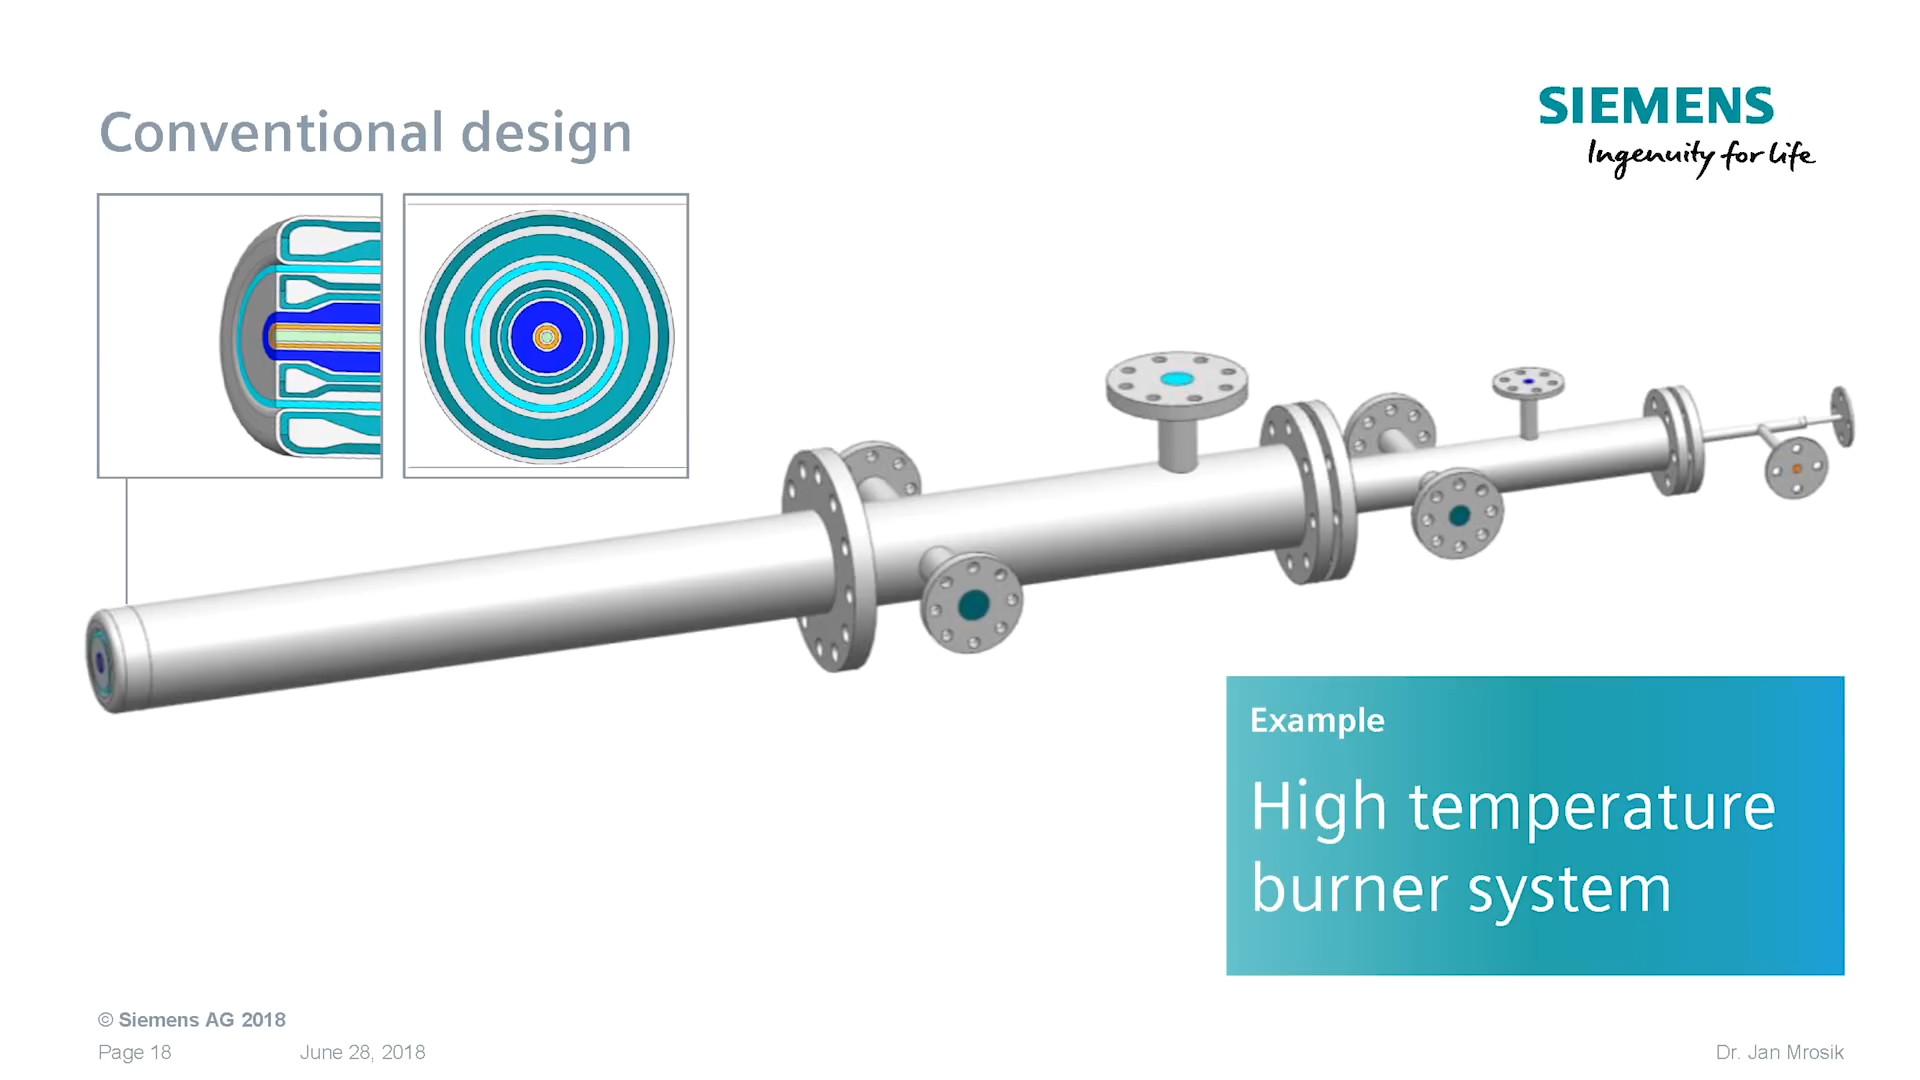 Conventional design
SIEMENS
Ingenuity for life
Example
High temperature
burner system
© Siemens AG 2018
Page 18
June 28, 2018
Dr. Jan Mrosik